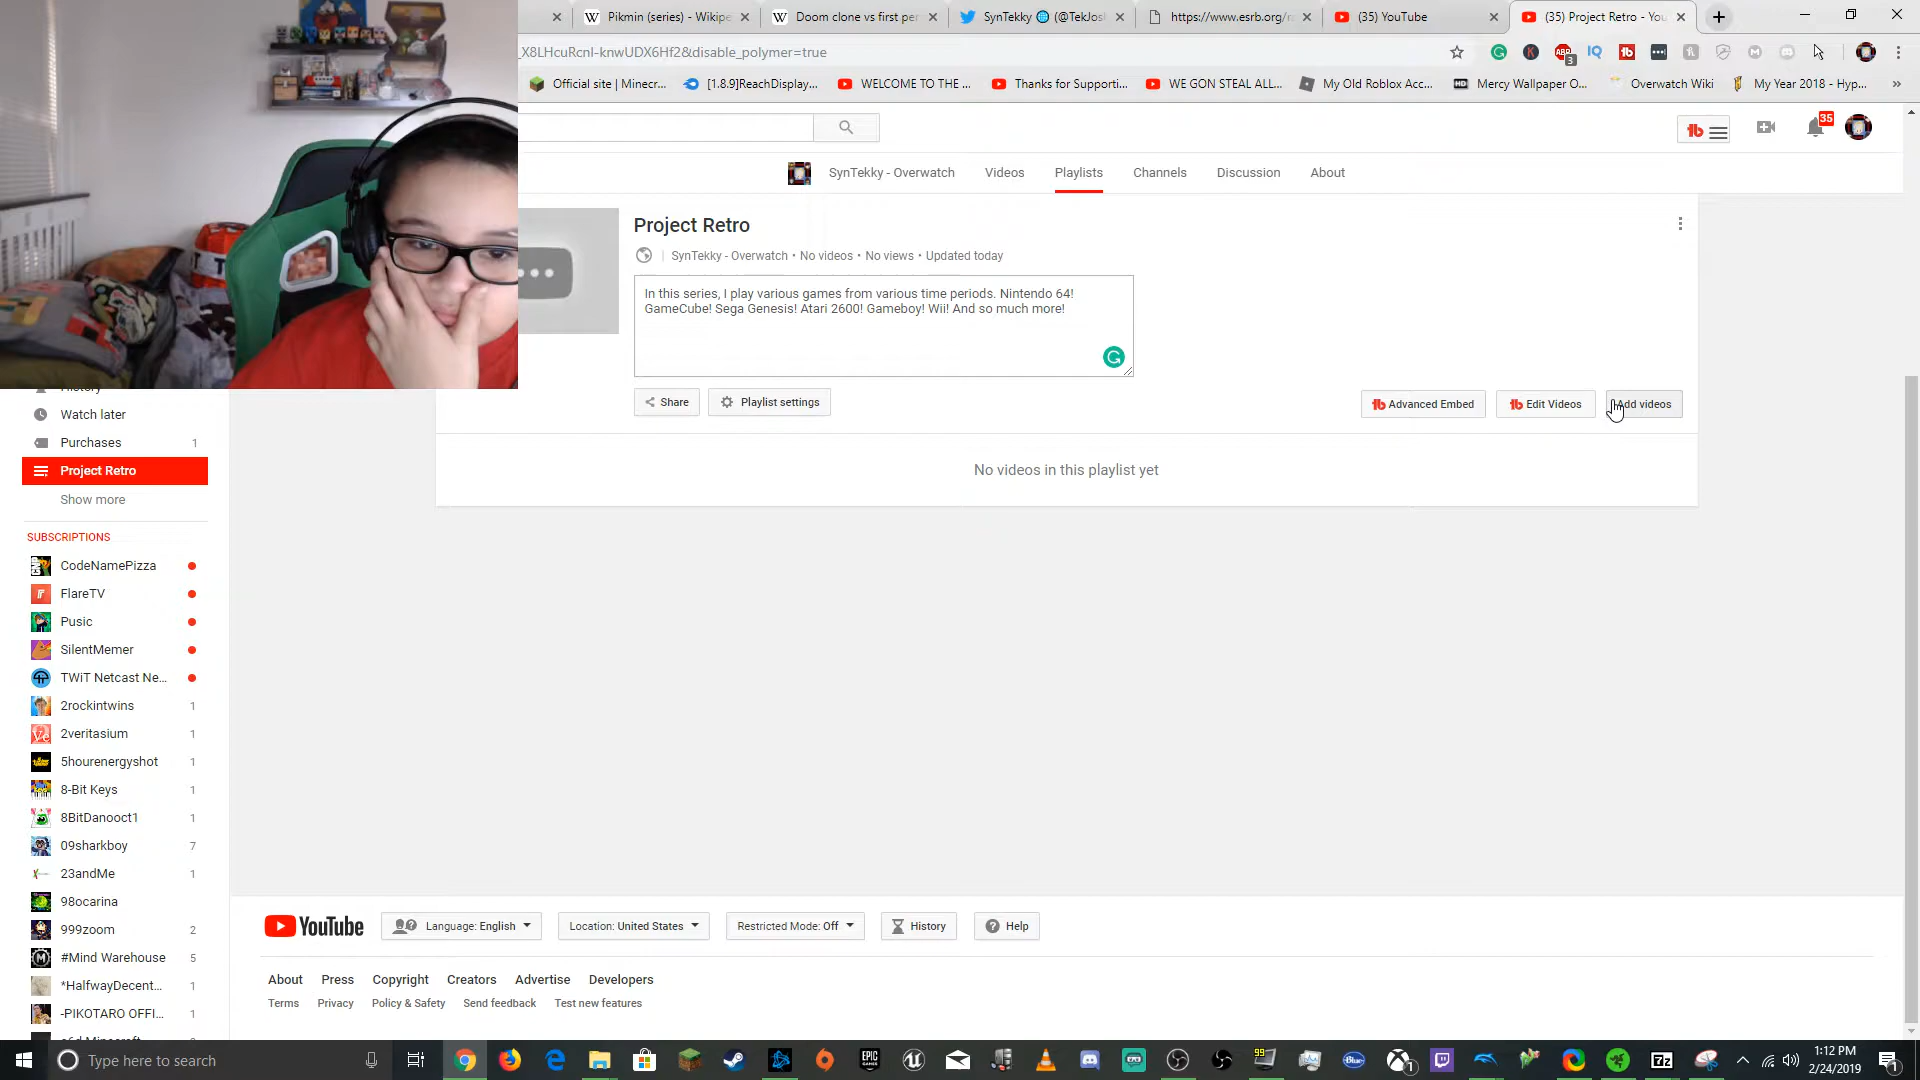 Pikmin (series) - Wikipe
Doom clone vs first per
SynTekky 🌐 (@TekJos
https://www.esrb.org/r
(35) YouTube
(35) Project Retro - You
_X8LHcuRcnI-knwUDX6Hf2&disable_polymer=true
3
Official site | Minecr...
[1.8.9]ReachDisplay...
WELCOME TO THE ...
Thanks for Supporti...
WE GON STEAL ALL...
My Old Roblox Acc...
Mercy Wallpaper O...
Overwatch Wiki
My Year 2018 - Hyp...
35
SynTekky - Overwatch
Videos
Playlists
Channels
Discussion
About
Project Retro
SynTekky - Overwatch • No videos • No views • Updated today
In this series, I play various games from various time periods. Nintendo 64!
GameCube! Sega Genesis! Atari 2600! Gameboy! Wii! And so much more!
Share
Playlist settings
Advanced Embed
Edit Videos
Add videos
No videos in this playlist yet
History
Watch later
Purchases 1
Project Retro
Show more
SUBSCRIPTIONS
CodeNamePizza
FlareTV
Pusic
SilentMemer
TWiT Netcast Ne...
2rockintwins 1
2veritasium 1
5hourenergyshot 1
8-Bit Keys 1
8BitDanooct1 1
09sharkboy 7
23andMe 1
98ocarina
999zoom 2
#Mind Warehouse 5
*HalfwayDecent... 1
-PIKOTARO OFFI... 1
YouTube
Language: English
Location: United States
Restricted Mode: Off
History
Help
About Press Copyright Creators Advertise Developers
Terms Privacy Policy & Safety Send feedback Test new features
Type here to search
1:12 PM
2/24/2019